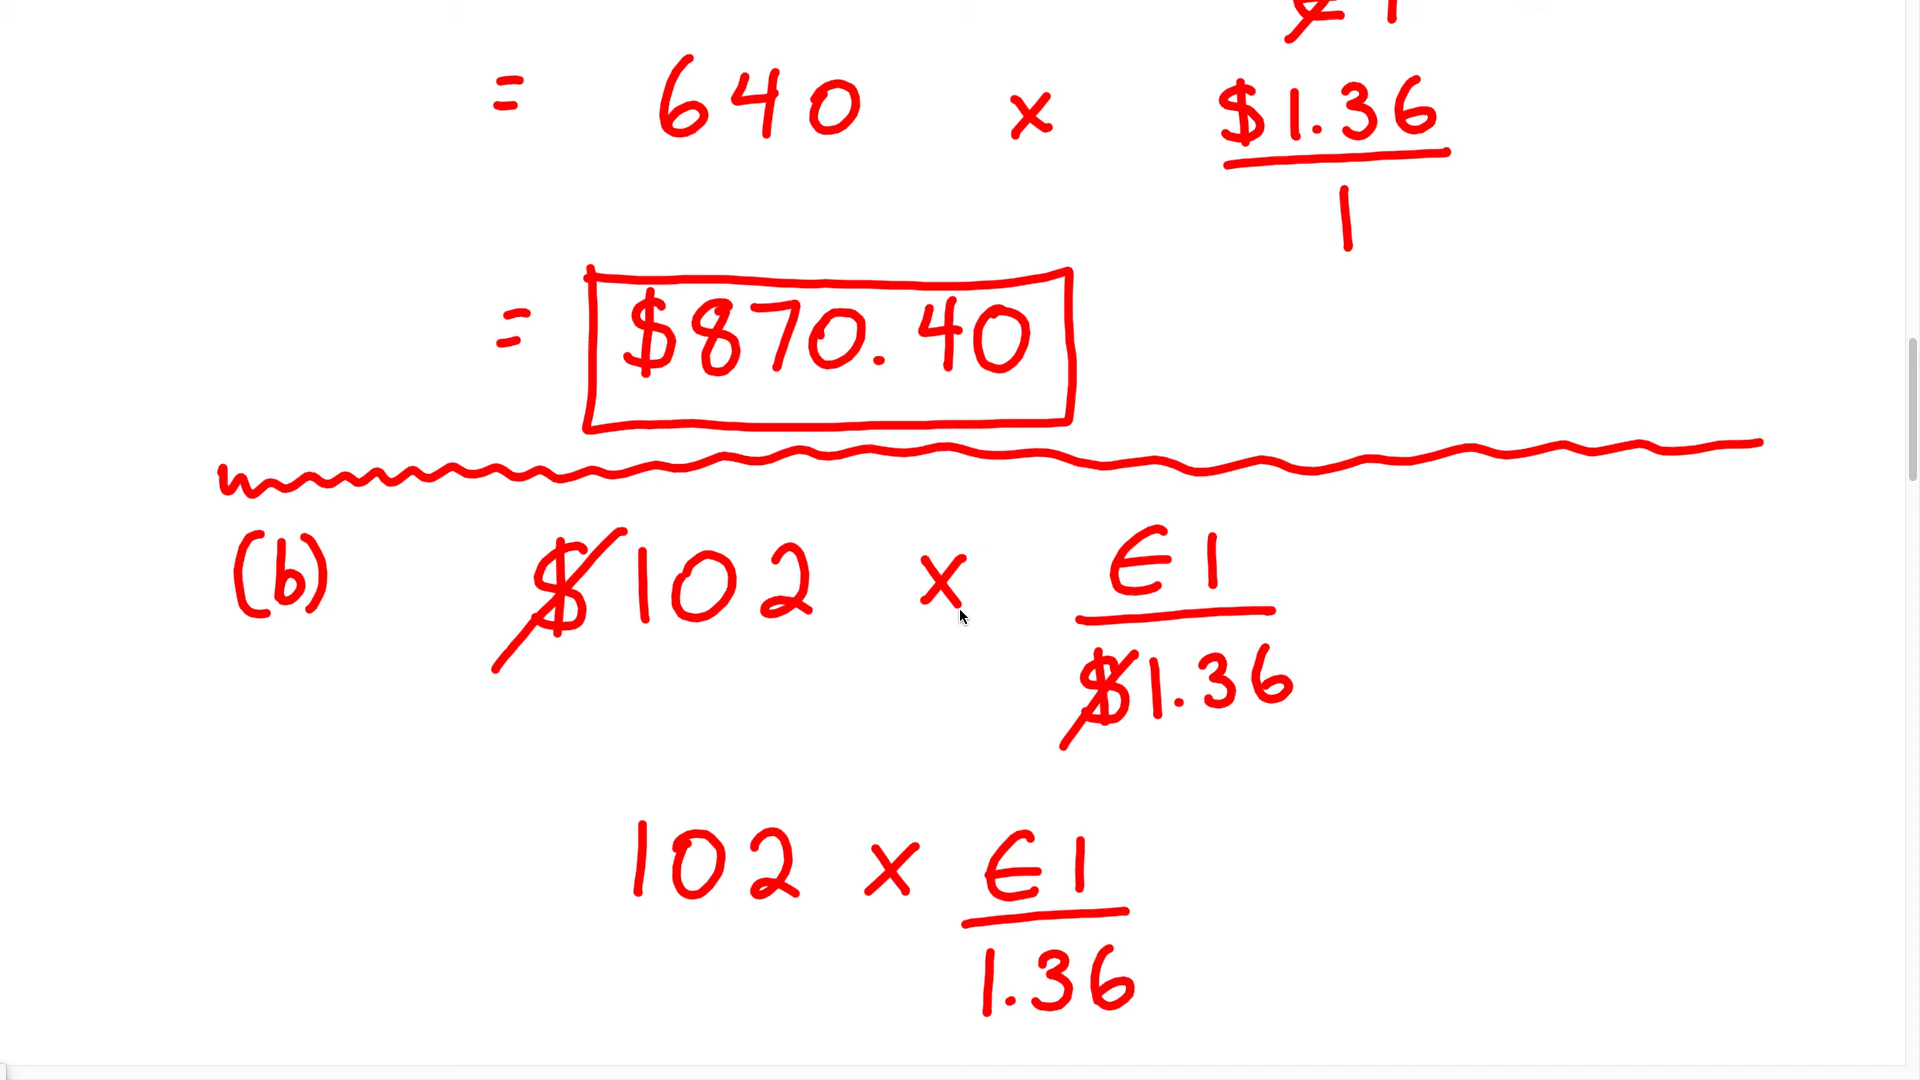 = 640 x $1.36
1
= $870.40
(b) $102 x €1
$1.36
102 x €1
1.36